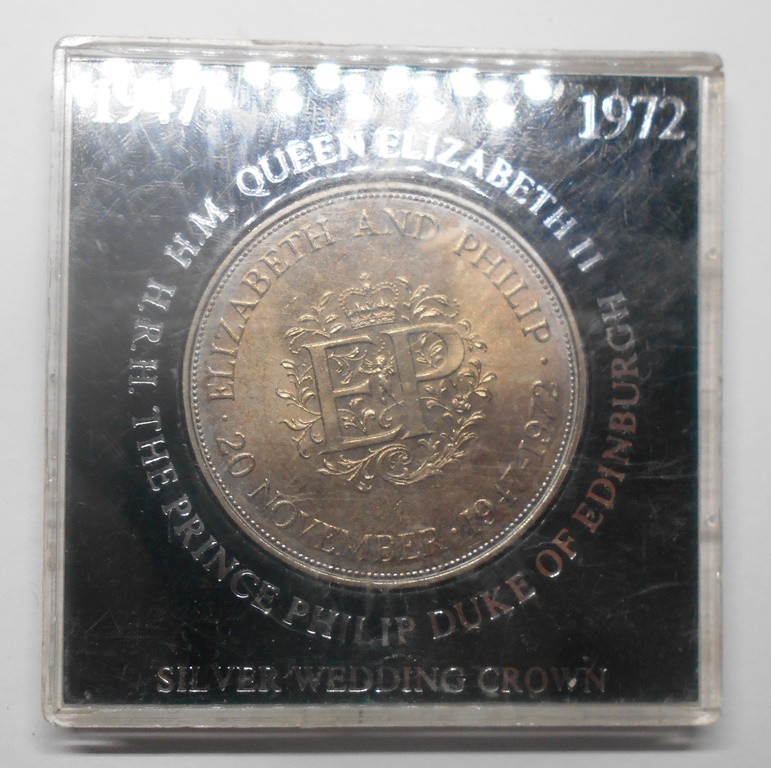 1947
1972
H.M. QUEEN ELIZABETH II
H.R.H. THE PRINCE PHILIP DUKE OF EDINBURGH
· ELIZABETH AND PHILIP ·
20 NOVEMBER · 1947-1972
EP
SILVER WEDDING CROWN